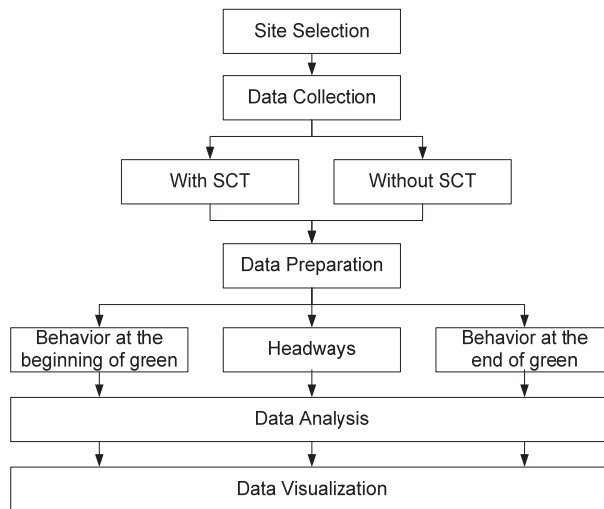 Site Selection
Data Collection
With SCT
Without SCT
Data Preparation
Behavior at the
beginning of green
Headways
Behavior at the
end of green
Data Analysis
Data Visualization